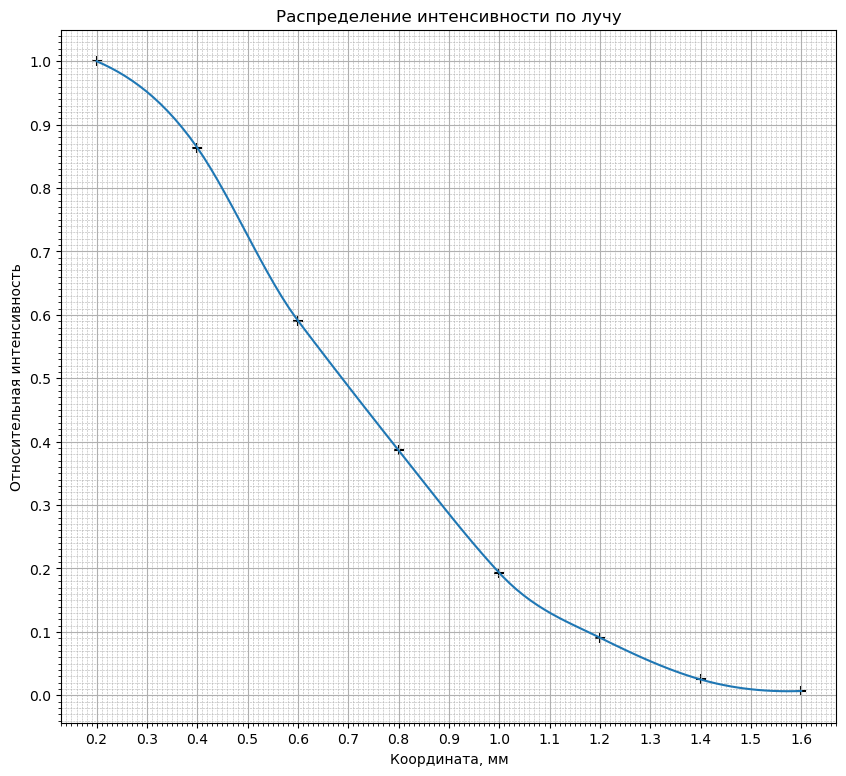 Распределение интенсивности по лучу
Относительная интенсивность
1.0
0.9
0.8
0.7
0.6
0.5
0.4
0.3
0.2
0.1
0.0
0.2 0.3 0.4 0.5 0.6 0.7 0.8 0.9 1.0 1.1 1.2 1.3 1.4 1.5 1.6
Координата, мм